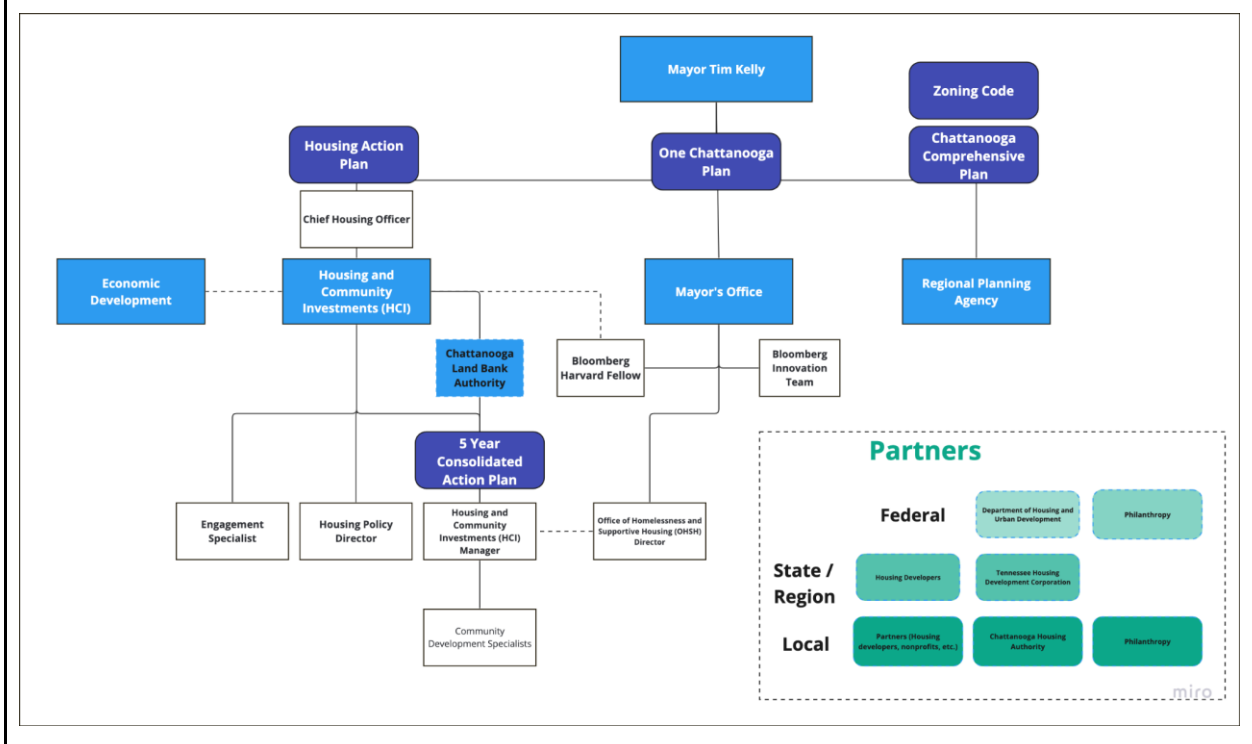 Mayor Tim Kelly
Zoning Code
Housing Action
Plan
One Chattanooga
Plan
Chattanooga
Comprehensive
Plan
Chief Housing Officer
Economic
Development
Housing and
Community
Investments (HCI)
Mayor's Office
Regional Planning
Agency
Chattanooga
Land Bank
Authority
Bloomberg
Harvard Fellow
Bloomberg
Innovation
Team
5 Year
Consolidated
Action Plan
Engagement
Specialist
Housing Policy
Director
Housing and
Community
Investments (HCI)
Manager
Office of Homelessness and
Supportive Housing (OHSH)
Director
Community
Development Specialists
Partners
Federal
Department of Housing and
Urban Development
Philanthropy
State /
Region
Housing Developers
Tennessee Housing
Development Corporation
Local
Partners (Housing
developers, nonprofits, etc.)
Chattanooga Housing
Authority
Philanthropy
miro